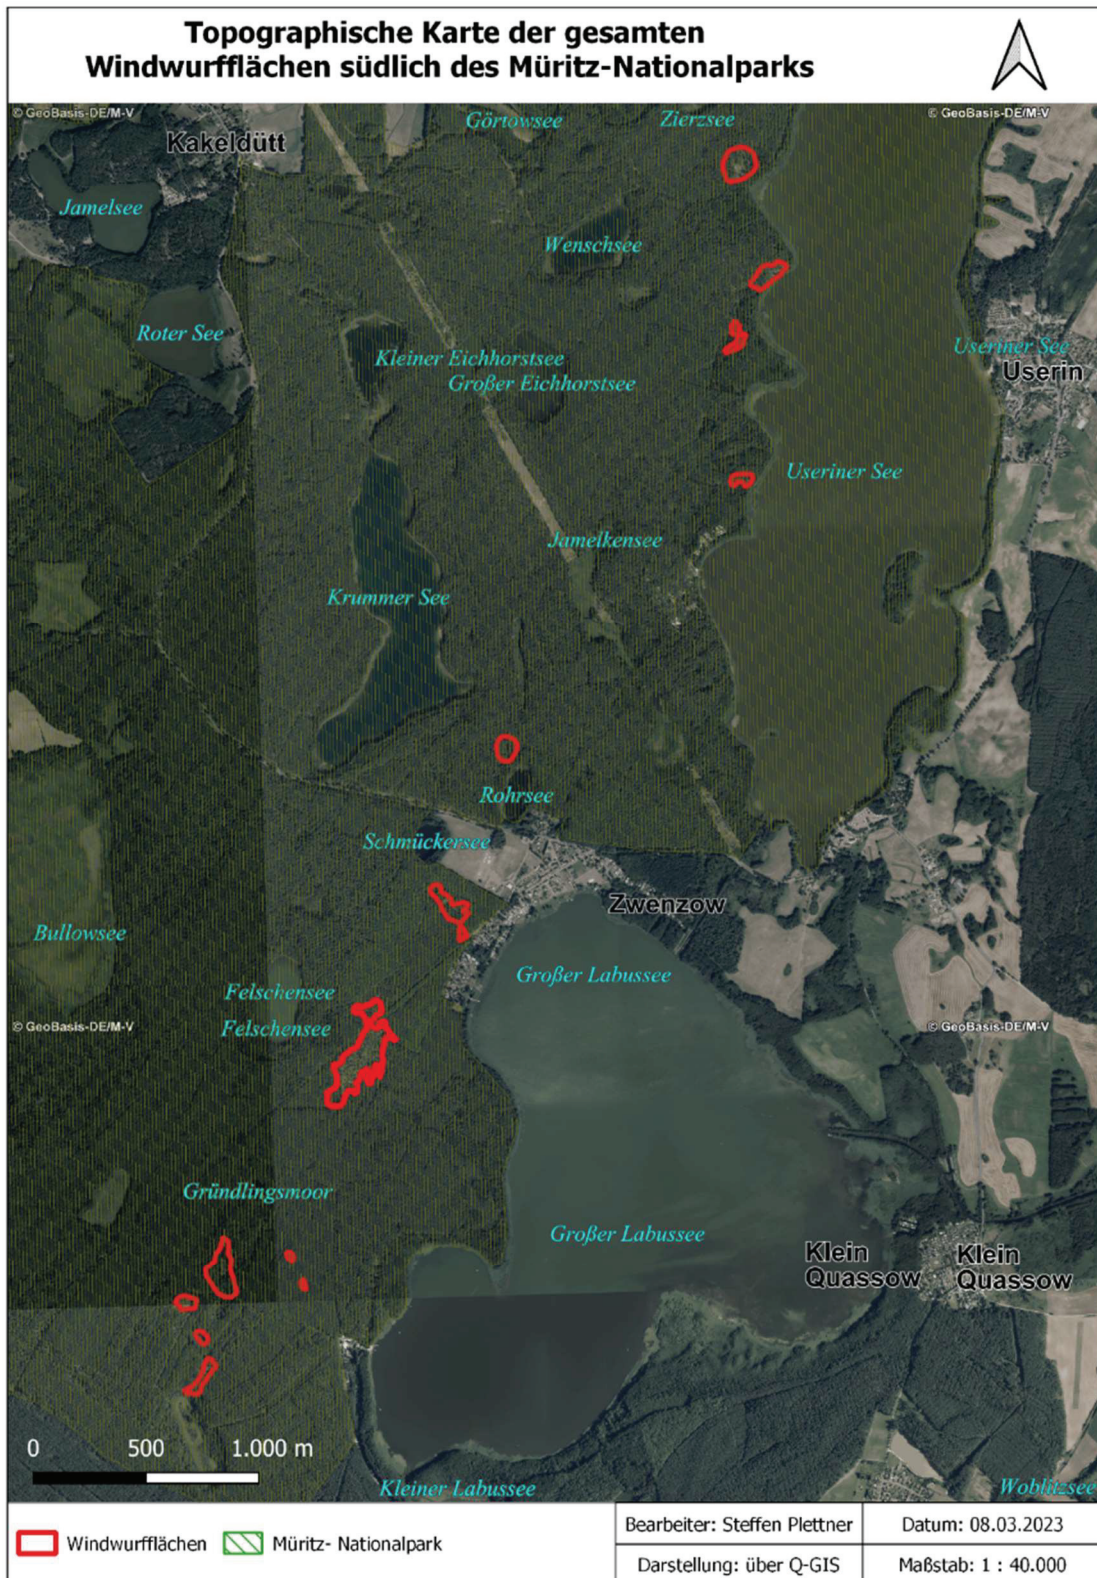 Topographische Karte der gesamten
Windwurfflächen südlich des Müritz-Nationalparks
© GeoBasis-DE/M-V
Görtowsee
Zierzsee
© GeoBasis-DE/M-V
Kakeldütt
Jamelsee
Wenschsee
Roter See
Kleiner Eichhorstsee
Useriner See
Userin
Großer Eichhorstsee
Useriner See
Jamelkensee
Krummer See
Rohrsee
Schmückersee
Zwenzow
Bullowsee
Großer Labussee
Felschensee
Felschensee
© GeoBasis-DE/M-V
© GeoBasis-DE/M-V
Gründlingsmoor
Großer Labussee
Klein
Quassow
Klein
Quassow
0 500 1.000 m
Kleiner Labussee
Woblitzsee
Windwurfflächen
Müritz- Nationalpark
Bearbeiter: Steffen Plettner
Datum: 08.03.2023
Darstellung: über Q-GIS
Maßstab: 1 : 40.000